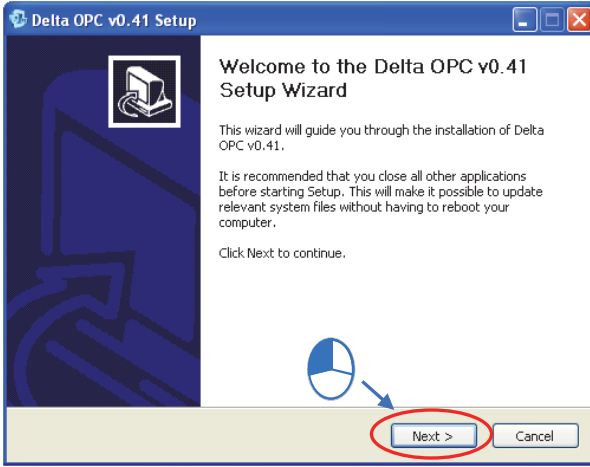 Delta OPC v0.41 Setup
Welcome to the Delta OPC v0.41
Setup Wizard
This wizard will guide you through the installation of Delta
OPC v0.41.
It is recommended that you close all other applications
before starting Setup. This will make it possible to update
relevant system files without having to reboot your
computer.
Click Next to continue.
Next >
Cancel